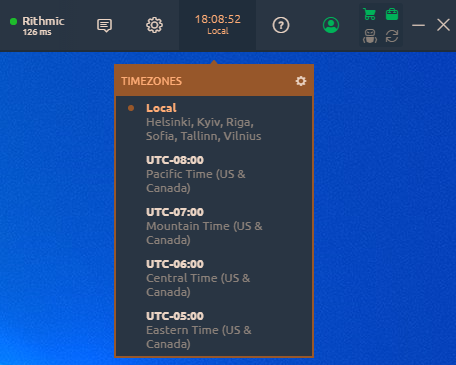 Rithmic
126 ms
18:08:52
Local
TIMEZONES
Local
Helsinki, Kyiv, Riga,
Sofia, Tallinn, Vilnius
UTC-08:00
Pacific Time (US &
Canada)
UTC-07:00
Mountain Time (US &
Canada)
UTC-06:00
Central Time (US &
Canada)
UTC-05:00
Eastern Time (US &
Canada)